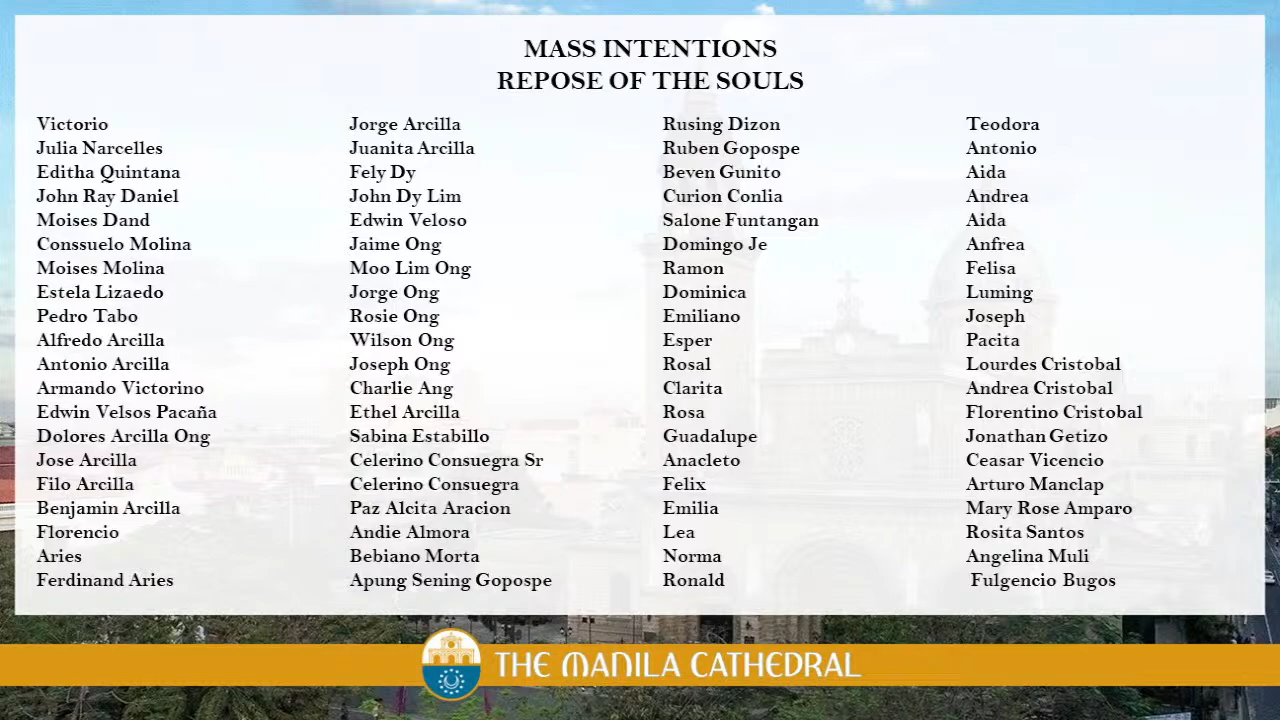 MASS INTENTIONS
REPOSE OF THE SOULS
Victorio
Julia Narcelles
Editha Quintana
John Ray Daniel
Moises Dand
Conssuelo Molina
Moises Molina
Estela Lizaedo
Pedro Tabo
Alfredo Arcilla
Antonio Arcilla
Armando Victorino
Edwin Velsos Pacaña
Dolores Arcilla Ong
Jose Arcilla
Filo Arcilla
Benjamin Arcilla
Florencio
Aries
Ferdinand Aries
Jorge Arcilla
Juanita Arcilla
Fely Dy
John Dy Lim
Edwin Veloso
Jaime Ong
Moo Lim Ong
Jorge Ong
Rosie Ong
Wilson Ong
Joseph Ong
Charlie Ang
Ethel Arcilla
Sabina Estabillo
Celerino Consuegra Sr
Celerino Consuegra
Paz Alcita Aracion
Andie Almora
Bebiano Morta
Apung Sening Gopospe
Rusing Dizon
Ruben Gopospe
Beven Gunito
Curion Conlia
Salone Funtangan
Domingo Je
Ramon
Dominica
Emiliano
Esper
Rosal
Clarita
Rosa
Guadalupe
Anacleto
Felix
Emilia
Lea
Norma
Ronald
Teodora
Antonio
Aida
Andrea
Aida
Anfrea
Felisa
Luming
Joseph
Pacita
Lourdes Cristobal
Andrea Cristobal
Florentino Cristobal
Jonathan Getizo
Ceasar Vicencio
Arturo Manclap
Mary Rose Amparo
Rosita Santos
Angelina Muli
Fulgencio Bugos
THE MANILA CATHEDRAL